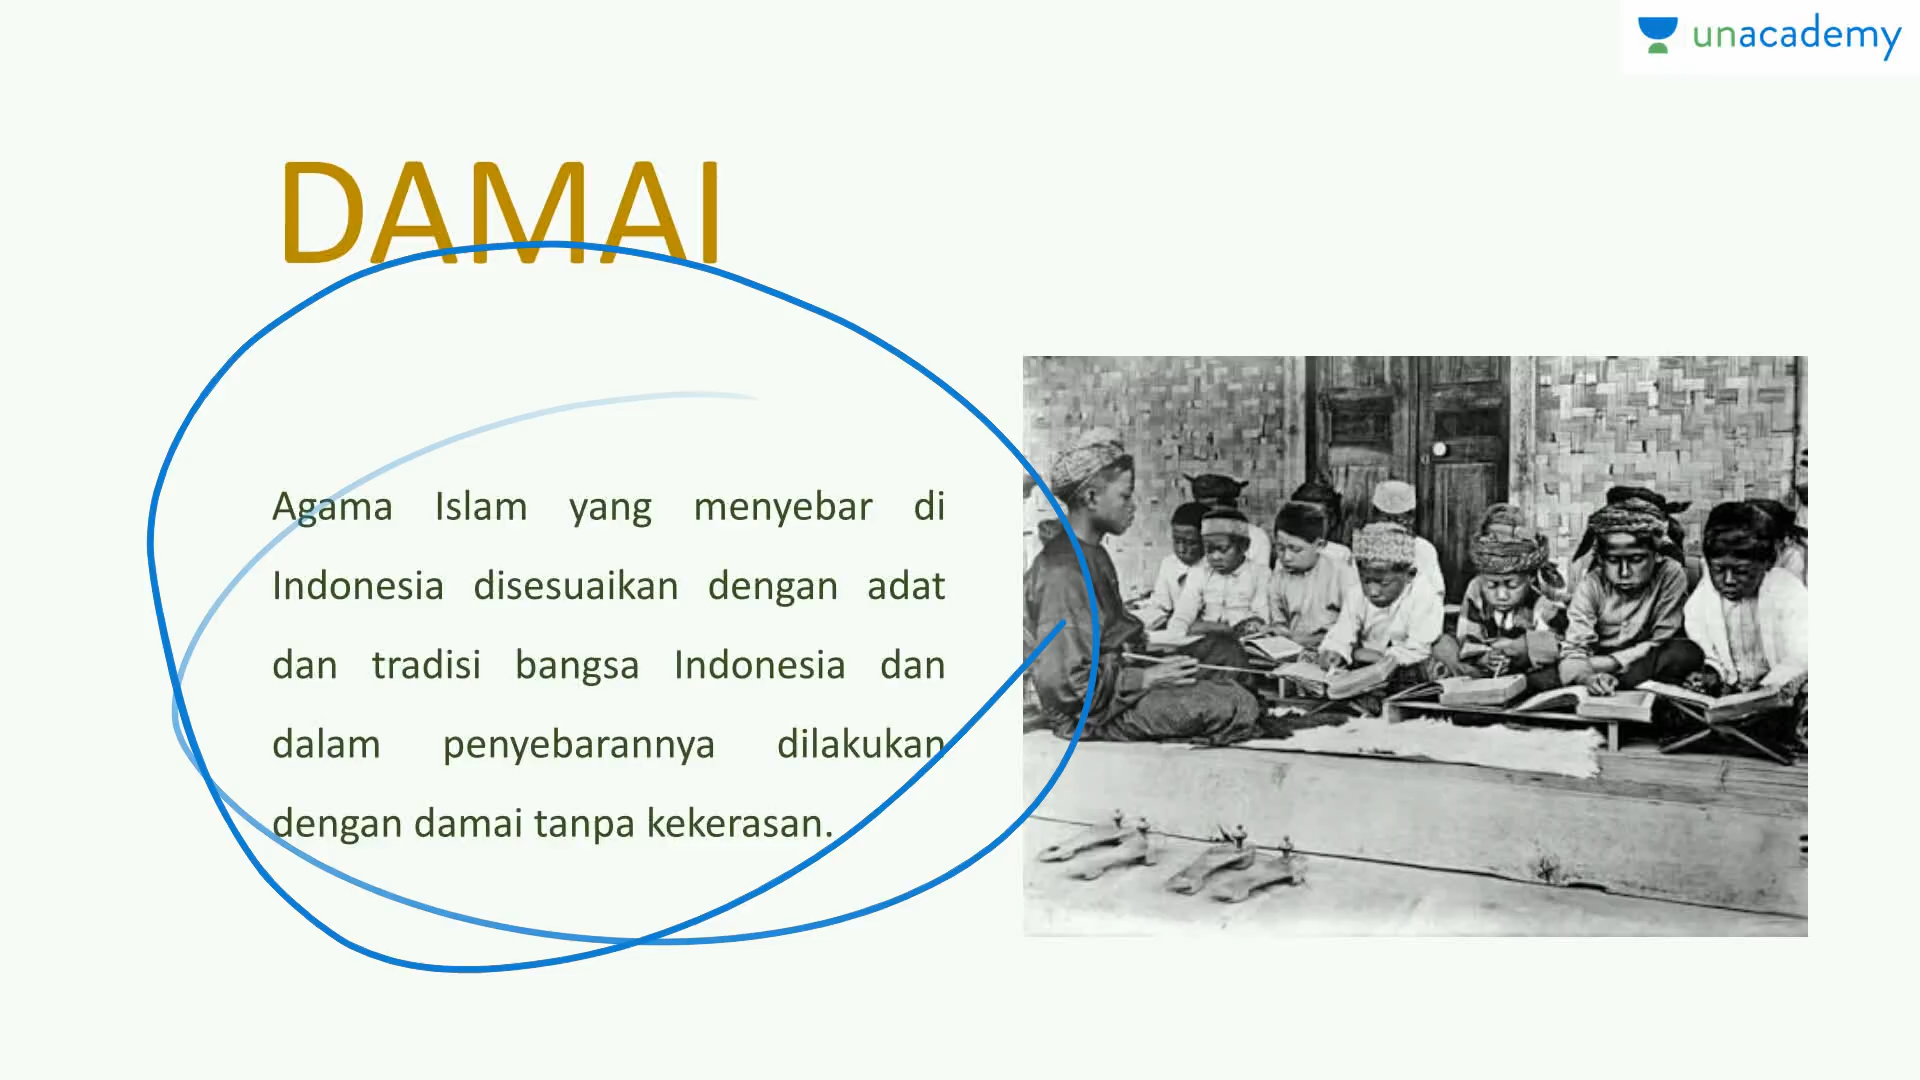 unacademy
DAMAI
Agama Islam yang menyebar di
Indonesia disesuaikan dengan adat
dan tradisi bangsa Indonesia dan
dalam penyebarannya dilakukan
dengan damai tanpa kekerasan.